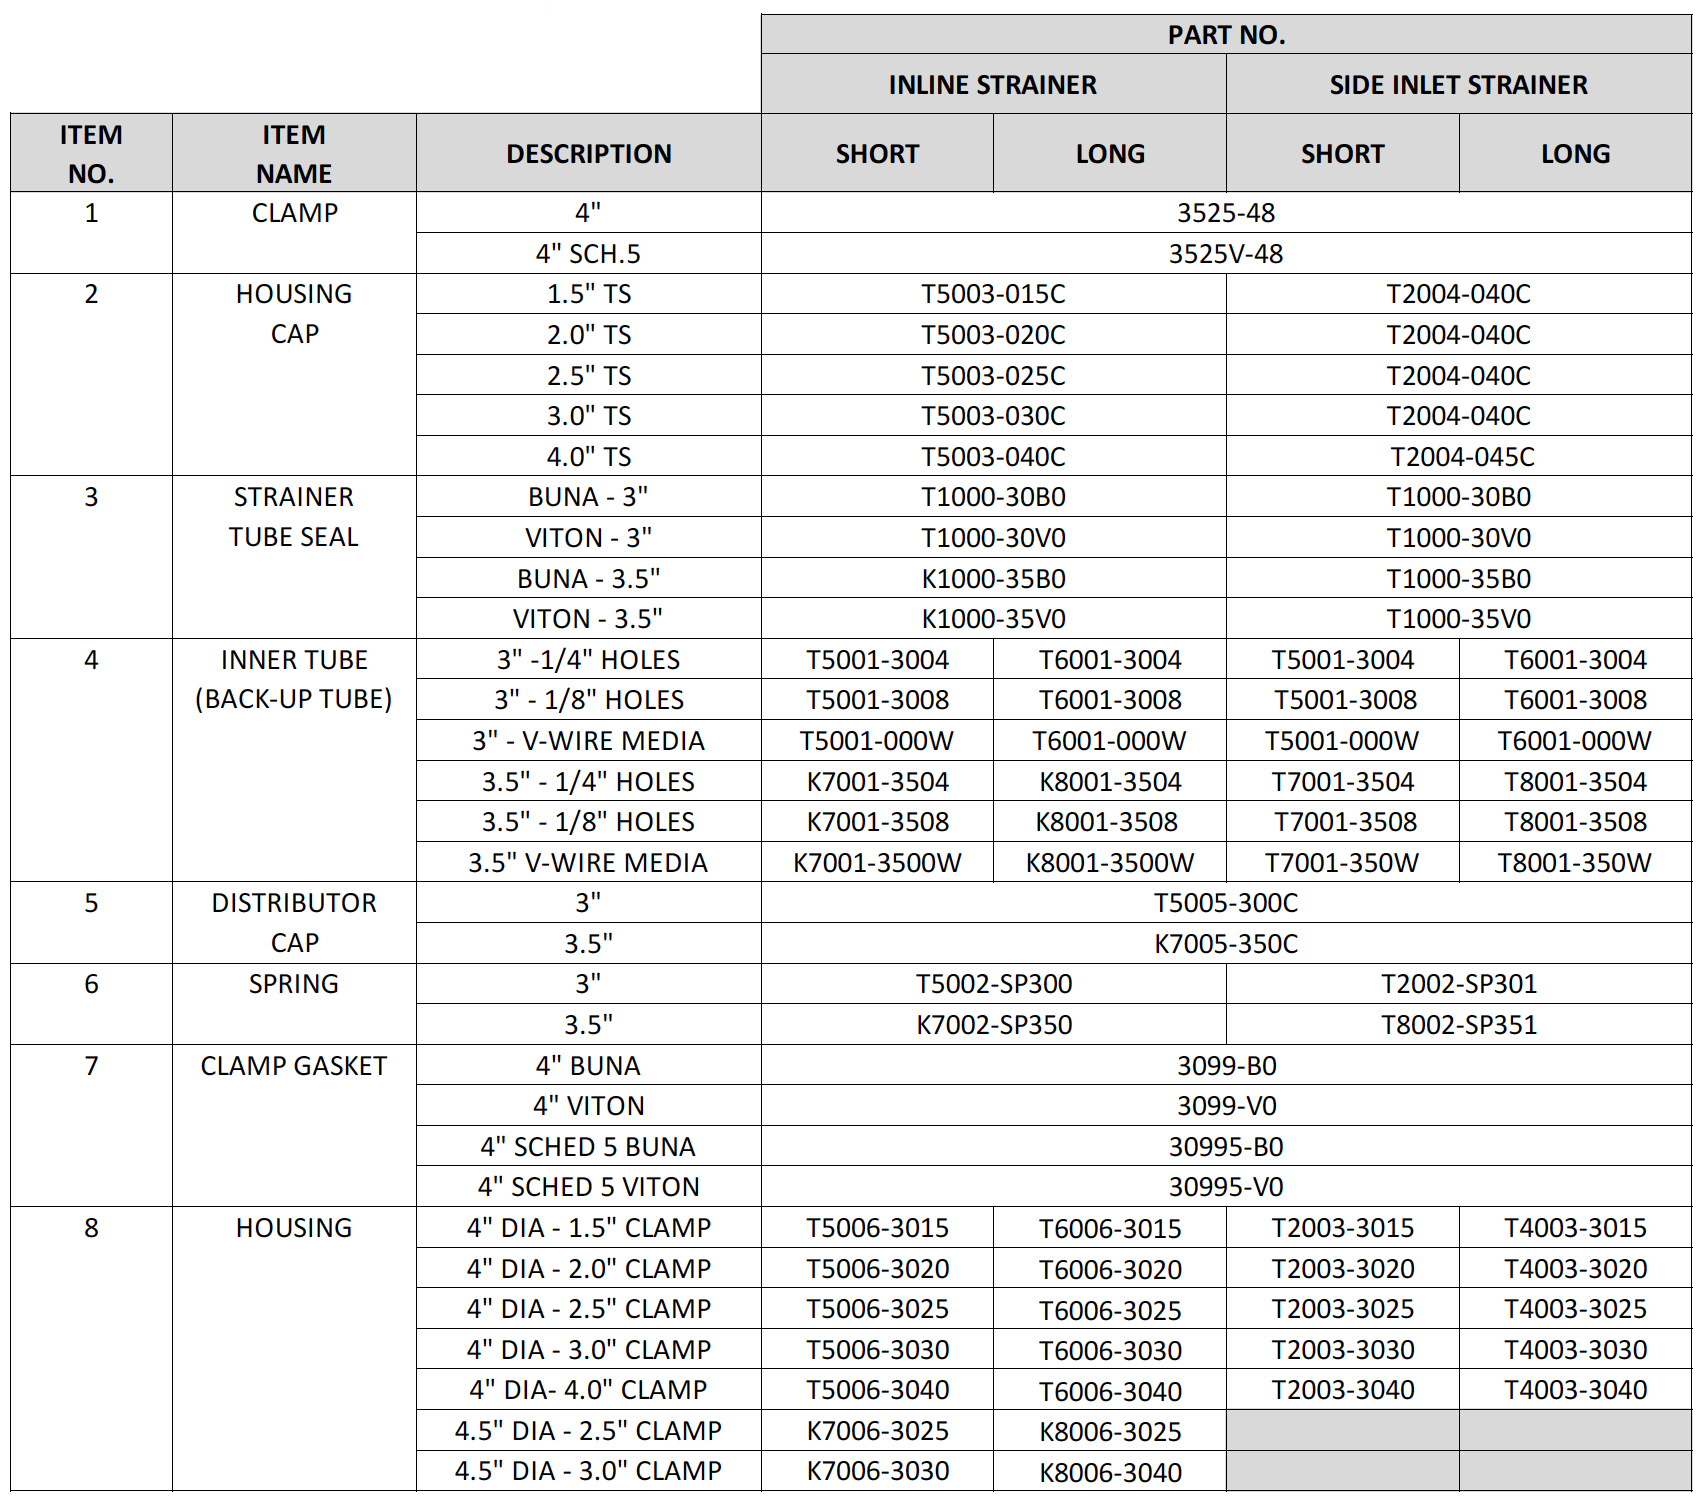 PART NO.
INLINE STRAINER SIDE INLET STRAINER
ITEM NO. ITEM NAME DESCRIPTION SHORT LONG SHORT LONG
1 CLAMP 4" 3525-48
4" SCH.5 3525V-48
2 HOUSING CAP 1.5" TS T5003-015C T2004-040C
2.0" TS T5003-020C T2004-040C
2.5" TS T5003-025C T2004-040C
3.0" TS T5003-030C T2004-040C
4.0" TS T5003-040C T2004-045C
3 STRAINER TUBE SEAL BUNA - 3" T1000-30B0 T1000-30B0
VITON - 3" T1000-30V0 T1000-30V0
BUNA - 3.5" K1000-35B0 T1000-35B0
VITON - 3.5" K1000-35V0 T1000-35V0
4 INNER TUBE (BACK-UP TUBE) 3" -1/4" HOLES T5001-3004 T6001-3004 T5001-3004 T6001-3004
3" - 1/8" HOLES T5001-3008 T6001-3008 T5001-3008 T6001-3008
3" - V-WIRE MEDIA T5001-000W T6001-000W T5001-000W T6001-000W
3.5" - 1/4" HOLES K7001-3504 K8001-3504 T7001-3504 T8001-3504
3.5" - 1/8" HOLES K7001-3508 K8001-3508 T7001-3508 T8001-3508
3.5" V-WIRE MEDIA K7001-3500W K8001-3500W T7001-350W T8001-350W
5 DISTRIBUTOR CAP 3" T5005-300C
3.5" K7005-350C
6 SPRING 3" T5002-SP300 T2002-SP301
3.5" K7002-SP350 T8002-SP351
7 CLAMP GASKET 4" BUNA 3099-B0
4" VITON 3099-V0
4" SCHED 5 BUNA 30995-B0
4" SCHED 5 VITON 30995-V0
8 HOUSING 4" DIA - 1.5" CLAMP T5006-3015 T6006-3015 T2003-3015 T4003-3015
4" DIA - 2.0" CLAMP T5006-3020 T6006-3020 T2003-3020 T4003-3020
4" DIA - 2.5" CLAMP T5006-3025 T6006-3025 T2003-3025 T4003-3025
4" DIA - 3.0" CLAMP T5006-3030 T6006-3030 T2003-3030 T4003-3030
4" DIA- 4.0" CLAMP T5006-3040 T6006-3040 T2003-3040 T4003-3040
4.5" DIA - 2.5" CLAMP K7006-3025 K8006-3025
4.5" DIA - 3.0" CLAMP K7006-3030 K8006-3040